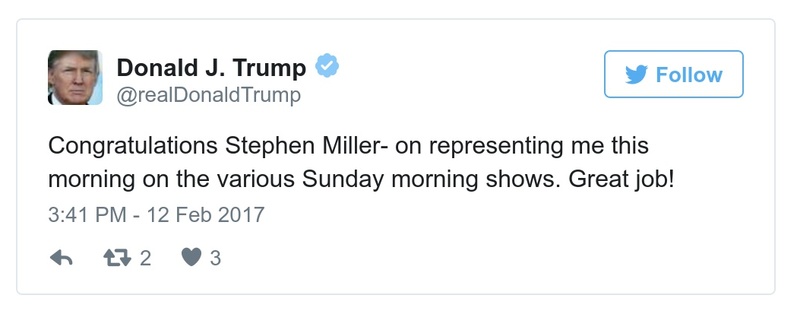 Donald J. Trump
Follow
@realDonaldTrump
Congratulations Stephen Miller- on representing me this
morning on the various Sunday morning shows. Great job!
3:41 PM - 12 Feb 2017
2 3